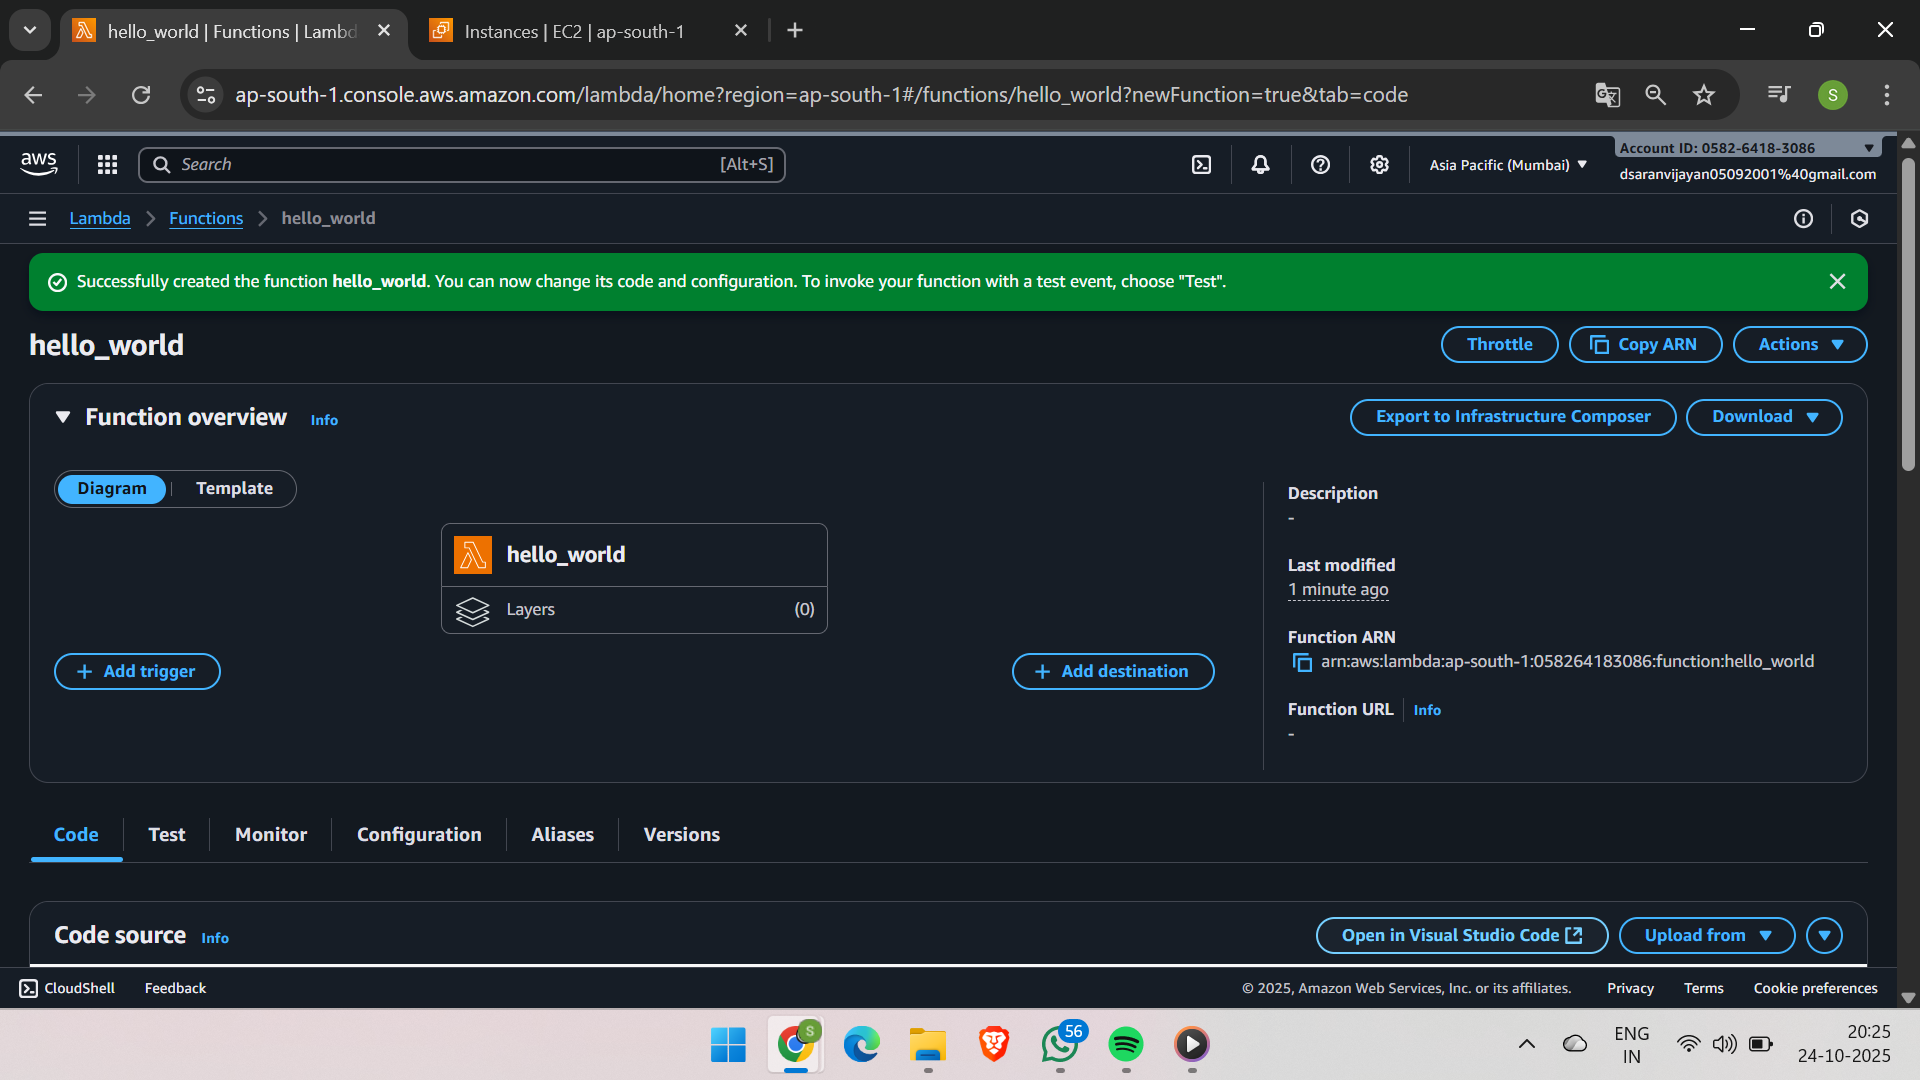 hello_world | Functions | Lambd
Instances | EC2 | ap-south-1
ap-south-1.console.aws.amazon.com/lambda/home?region=ap-south-1#/functions/hello_world?newFunction=true&tab=code
S
aws
Search
[Alt+S]
Asia Pacific (Mumbai)
Account ID: 0582-6418-3086
dsaranvijayan05092001%40gmail.com
Lambda
Functions
hello_world
Successfully created the function hello_world. You can now change its code and configuration. To invoke your function with a test event, choose "Test".
hello_world
Throttle
Copy ARN
Actions
Function overview
Info
Export to Infrastructure Composer
Download
Diagram
Template
hello_world
Layers
(0)
+ Add trigger
+ Add destination
Description
-
Last modified
1 minute ago
Function ARN
arn:aws:lambda:ap-south-1:058264183086:function:hello_world
Function URL
Info
-
Code
Test
Monitor
Configuration
Aliases
Versions
Code source
Info
Open in Visual Studio Code
Upload from
CloudShell
Feedback
© 2025, Amazon Web Services, Inc. or its affiliates.
Privacy
Terms
Cookie preferences
S
56
ENG
IN
20:25
24-10-2025